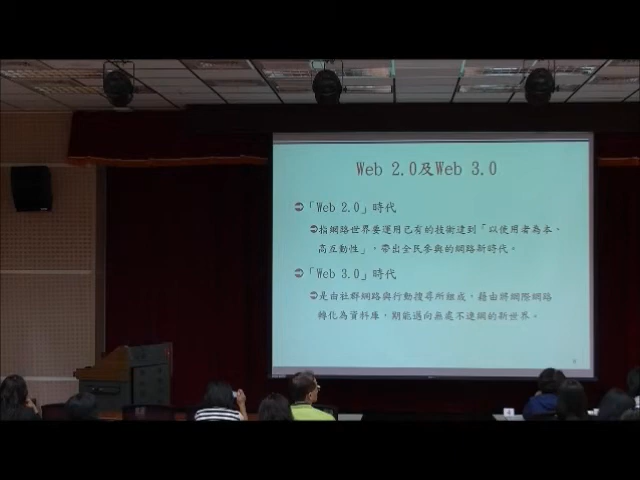 Web 2.0及Web 3.0
「Web 2.0」時代
指網路世界要運用已有的技術達到「以使用者為本、
高互動性」，帶出全民參與的網路新時代。
「Web 3.0」時代
是由社群網路與行動搜尋所組成，藉由將網際網路
轉化為資料庫，期能邁向無處不連網的新世界。